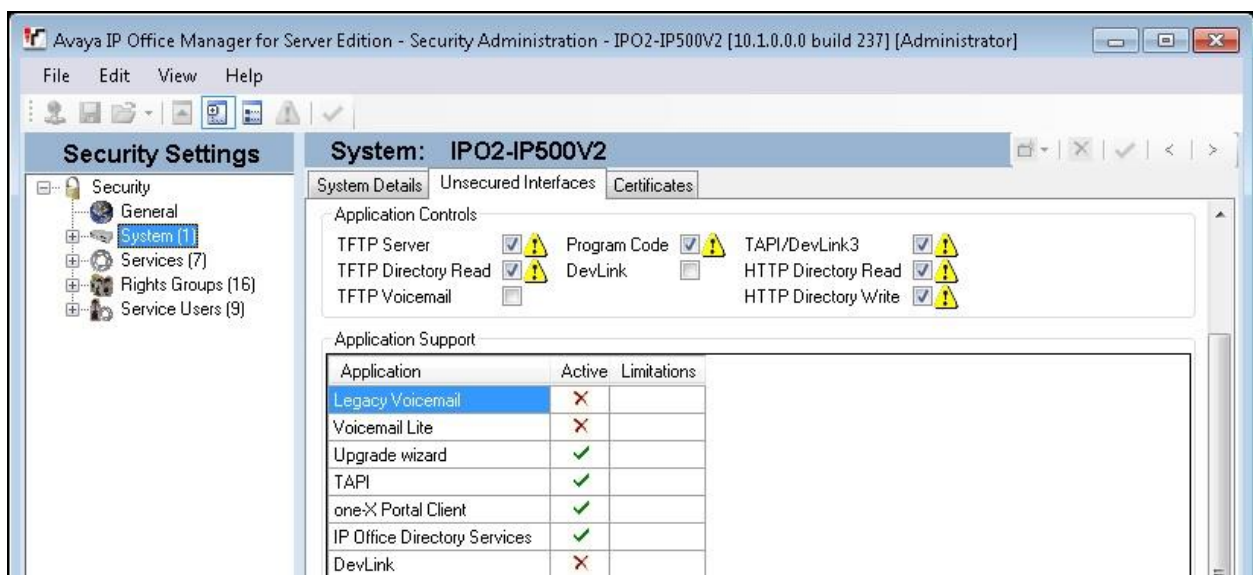 Avaya IP Office Manager for Server Edition - Security Administration - IPO2-IP500V2 [10.1.0.0.0 build 237] [Administrator]
File Edit View Help
Security Settings
System: IPO2-IP500V2
Security
General
System (1)
Services (7)
Rights Groups (16)
Service Users (9)
System Details Unsecured Interfaces Certificates
Application Controls
TFTP Server Program Code TAPI/DevLink3
TFTP Directory Read DevLink HTTP Directory Read
TFTP Voicemail HTTP Directory Write
Application Support
Application Active Limitations
Legacy Voicemail
Voicemail Lite
Upgrade wizard
TAPI
one-X Portal Client
IP Office Directory Services
DevLink